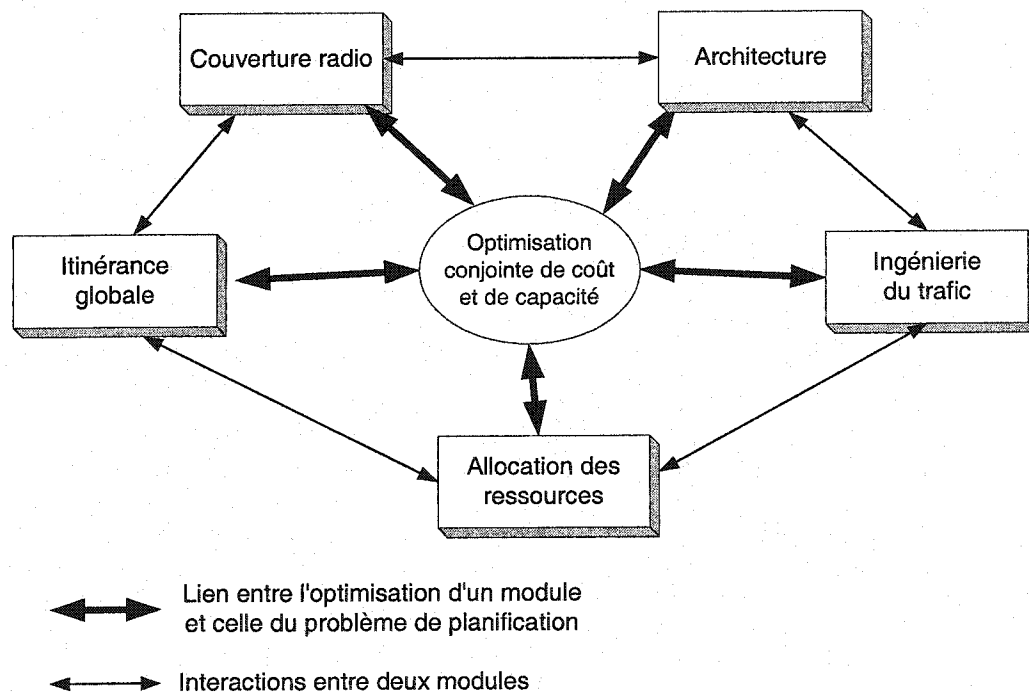 Couverture radio
Architecture
Itinérance
globale
Optimisation
conjointe de coût
et de capacité
Ingénierie
du trafic
Allocation des
ressources
Lien entre l'optimisation d'un module
et celle du problème de planification
Interactions entre deux modules